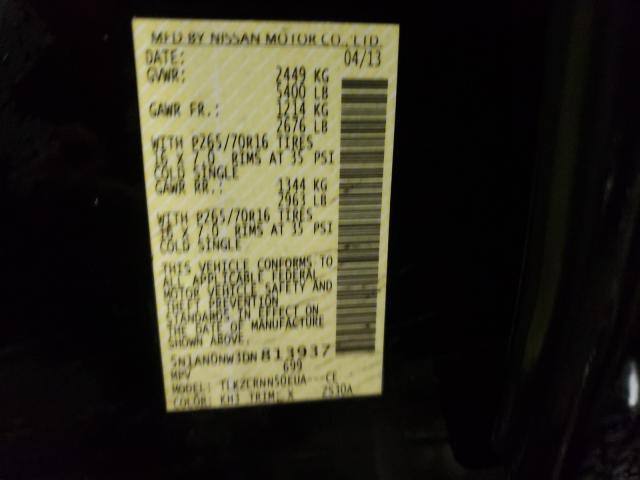 MFD BY NISSAN MOTOR CO., LTD.
DATE: 04/13
GVWR: 2449 KG
5400 LB
GAWR FR.: 1214 KG
2676 LB
WITH P265/70R16 TIRES
16 X 7.0 RIMS AT 35 PSI
COLD SINGLE
GAWR RR.: 1344 KG
2963 LB
WITH P265/70R16 TIRES
16 X 7.0 RIMS AT 35 PSI
COLD SINGLE
THIS VEHICLE CONFORMS TO
ALL APPLICABLE FEDERAL
MOTOR VEHICLE SAFETY AND
THEFT PREVENTION
STANDARDS IN EFFECT ON
THE DATE OF MANUFACTURE
SHOWN ABOVE.
5N1AN0NW3DN813937
MPV 699
MODEL: TLKZCRNN50EUA---CE
COLOR: KH3 TRIM: X ZS30A